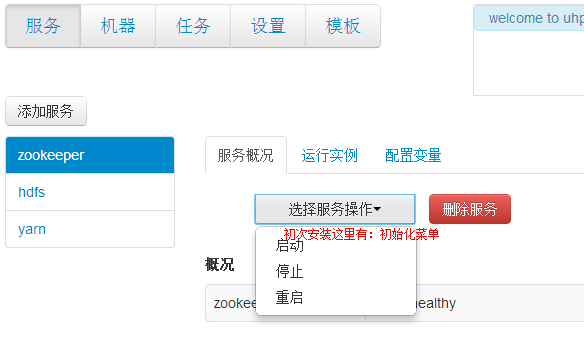 服务 机器 任务 设置 模板
welcome to uhp
添加服务
zookeeper
hdfs
yarn
服务概况 运行实例 配置变量
选择服务操作 删除服务
初次安装这里有：初始化菜单
启动
停止
重启
概况
zookee healthy